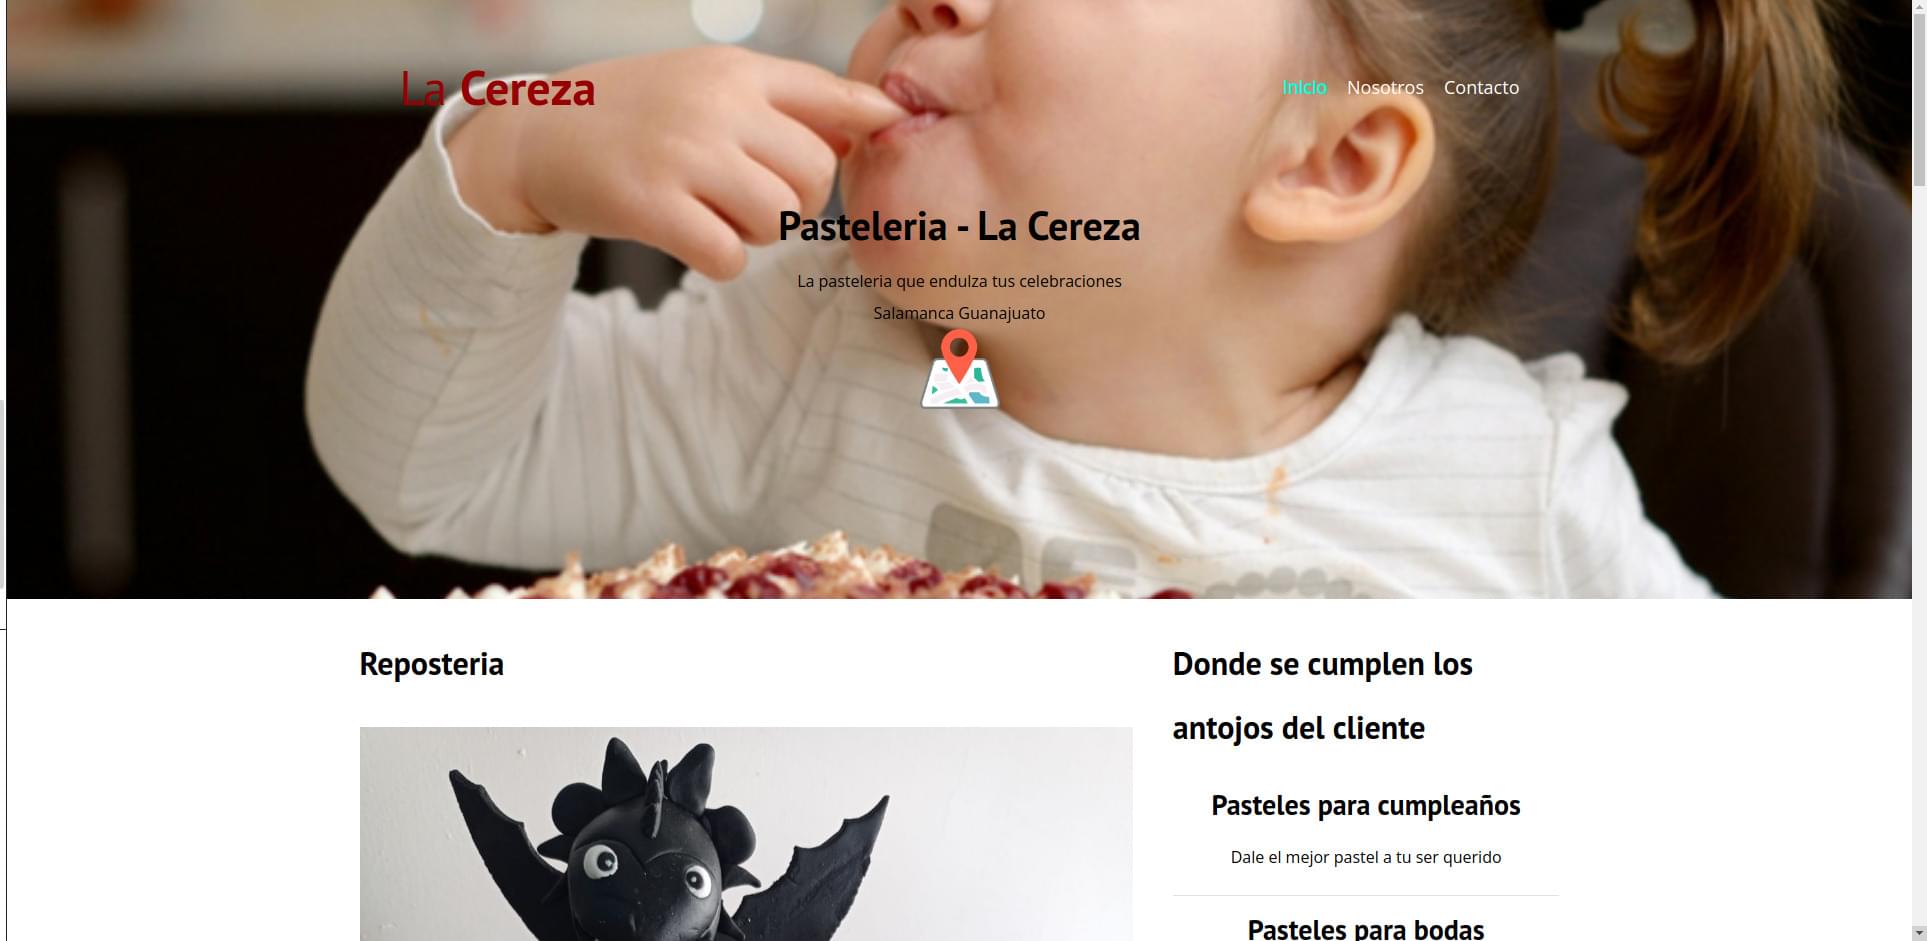 La Cereza
Inicio Nosotros Contacto
Pasteleria - La Cereza
La pasteleria que endulza tus celebraciones
Salamanca Guanajuato
Reposteria
Donde se cumplen los
antojos del cliente
Pasteles para cumpleaños
Dale el mejor pastel a tu ser querido
Pasteles para bodas